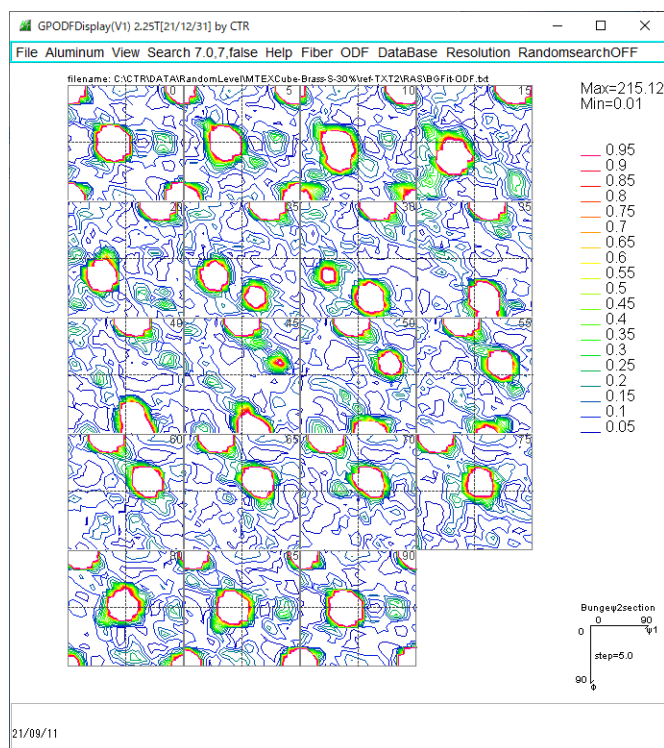 GPODFDisplay(V1) 2.25T[21/12/31] by CTR
File Aluminum View Search 7.0,7,false Help Fiber ODF DataBase Resolution RandomsearchOFF
filename: C:\CTR\DATA\RandomLevel\MTEXCube-Brass-S-30%\ref-TXT2\RAS\BGFit-ODF.txt
Max=215.12
Min=0.01
0 5 10 15
20 25 30 35
40 45 50 55
60 65 70 75
80 85 90
0.95
0.9
0.85
0.8
0.75
0.7
0.65
0.6
0.55
0.5
0.45
0.4
0.35
0.3
0.25
0.2
0.15
0.1
0.05
Bungeψ2section
0 90
0 ψ1
step=5.0
90
Φ
21/09/11